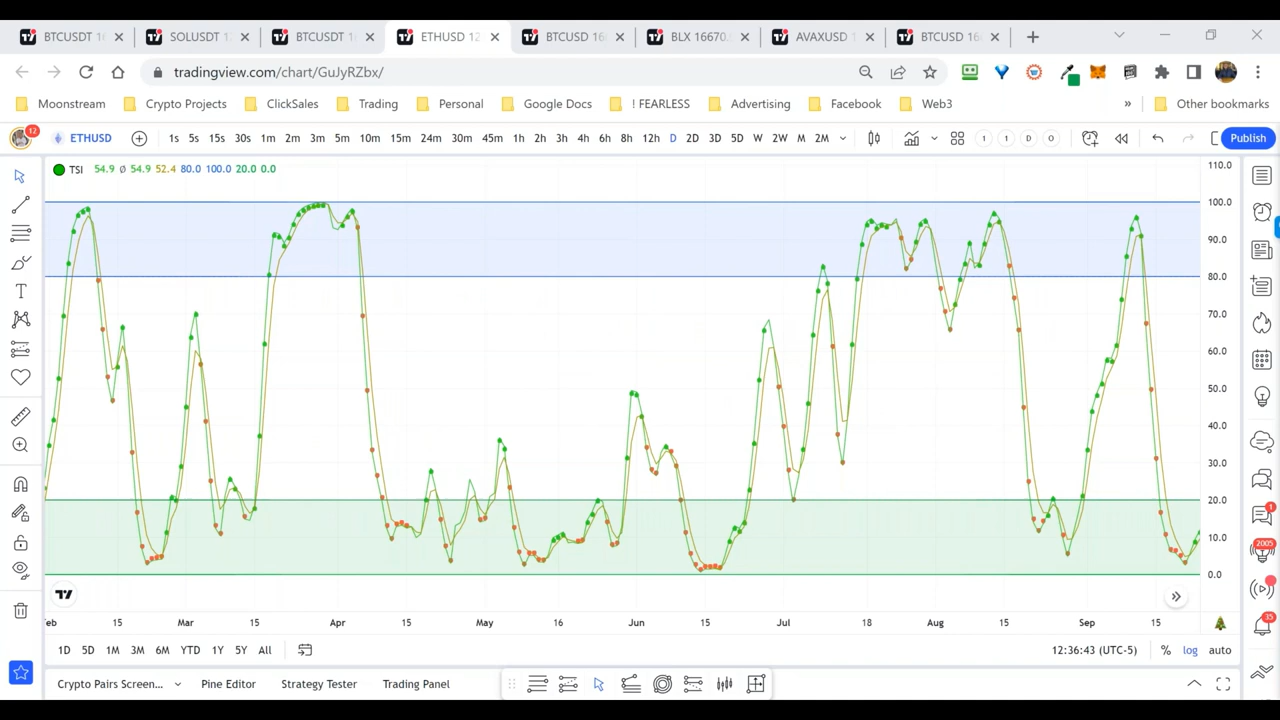 BTCUSDT 16
SOLUSDT 12
BTCUSDT 16
ETHUSD 12
BTCUSD 16
BLX 16670.
AVAXUSD 1
BTCUSD 16
tradingview.com/chart/GuJyRZbx/
Moonstream
Crypto Projects
ClickSales
Trading
Personal
Google Docs
! FEARLESS
Advertising
Facebook
Web3
»
Other bookmarks
12
ETHUSD
1s 5s 15s 30s 1m 2m 3m 5m 10m 15m 24m 30m 45m 1h 2h 3h 4h 6h 8h 12h D 2D 3D 5D W 2W M 2M
1 1 D O
Publish
TSI 54.9 Ø 54.9 52.4 80.0 100.0 20.0 0.0
110.0
100.0
90.0
80.0
70.0
60.0
50.0
40.0
30.0
20.0
10.0
0.0
1
2005
35
eb 15 Mar 15 Apr 15 May 16 Jun 15 Jul 18 Aug 15 Sep 15
1D 5D 1M 3M 6M YTD 1Y 5Y All
12:36:43 (UTC-5) % log auto
Crypto Pairs Screen... Pine Editor Strategy Tester Trading Panel